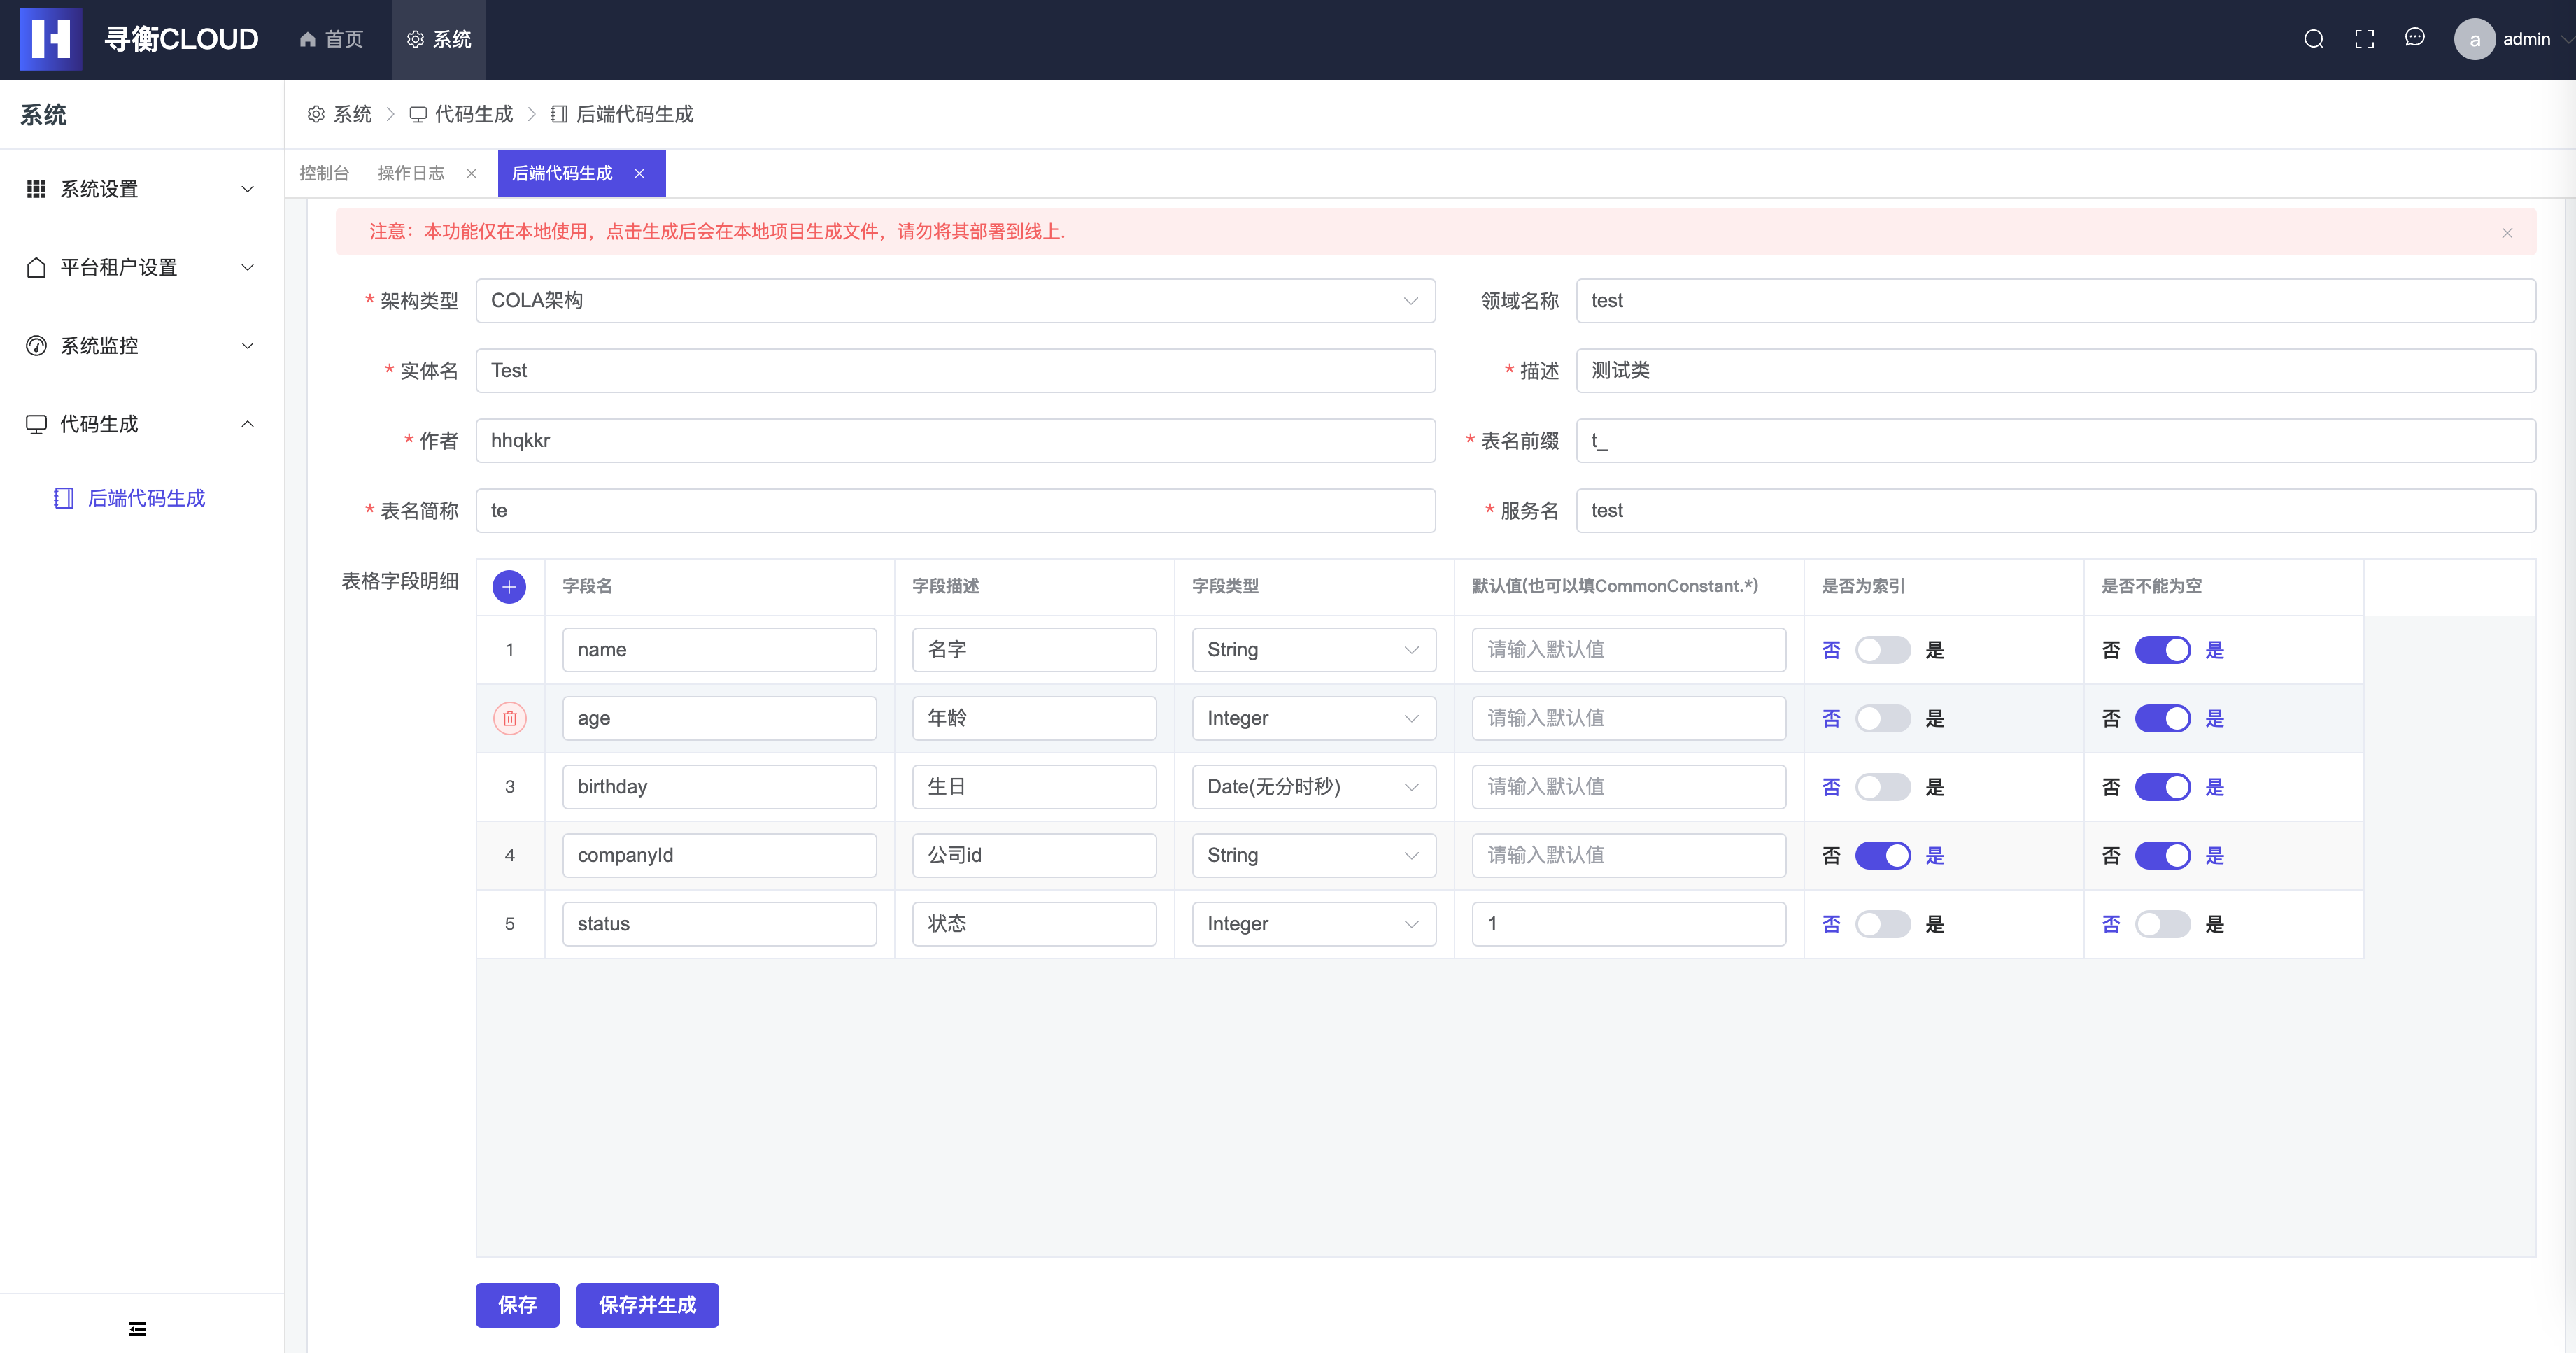 寻衡CLOUD 首页 系统 a admin
系统
系统 代码生成 后端代码生成
控制台 操作日志 后端代码生成
系统设置
平台租户设置
系统监控
代码生成
后端代码生成
注意：本功能仅在本地使用，点击生成后会在本地项目生成文件，请勿将其部署到线上.
* 架构类型 COLA架构 领域名称 test
* 实体名 Test * 描述 测试类
* 作者 hhqkkr * 表名前缀 t_
* 表名简称 te * 服务名 test
表格字段明细 字段名 字段描述 字段类型 默认值(也可以填CommonConstant.*) 是否为索引 是否不能为空
1 name 名字 String 请输入默认值 否 是 否 是
age 年龄 Integer 请输入默认值 否 是 否 是
3 birthday 生日 Date(无分时秒) 请输入默认值 否 是 否 是
4 companyId 公司id String 请输入默认值 否 是 否 是
5 status 状态 Integer 1 否 是 否 是
保存 保存并生成